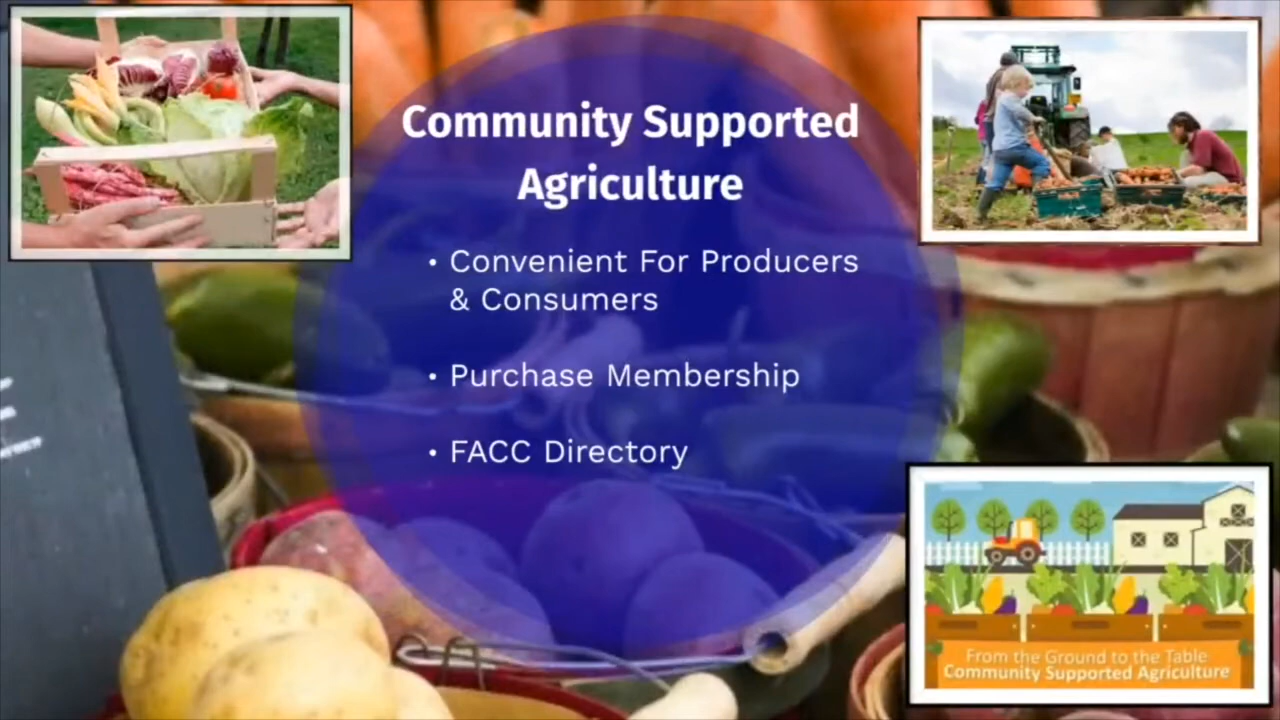 Community Supported
Agriculture
• Convenient For Producers
& Consumers
• Purchase Membership
• FACC Directory
From the Ground to the Table
Community Supported Agriculture